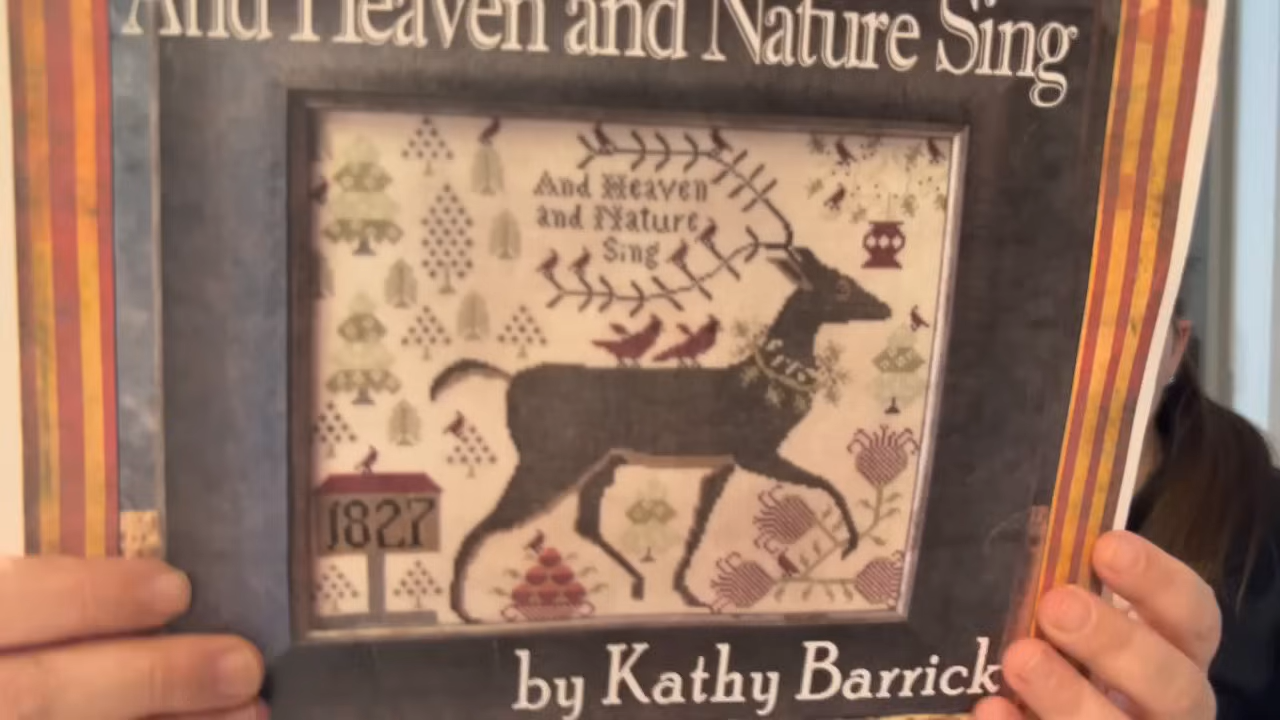 And Heaven and Nature Sing
And Heaven
and Nature
Sing
1827
by Kathy Barrick